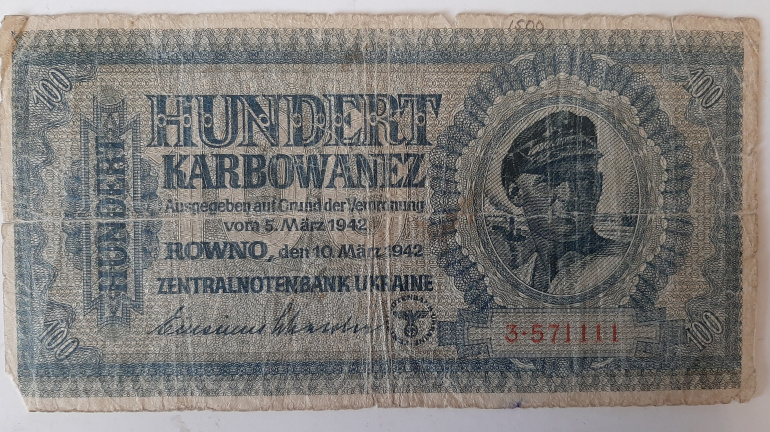 1500
100
100
HUNDERT
HUNDERT
KARBOWANEZ
Ausgegeben auf Grund der Verordnung
vom 5. März 1942
ROWNO, den 10. März 1942
ZENTRALNOTENBANK UKRAINE
3-571111
100
100